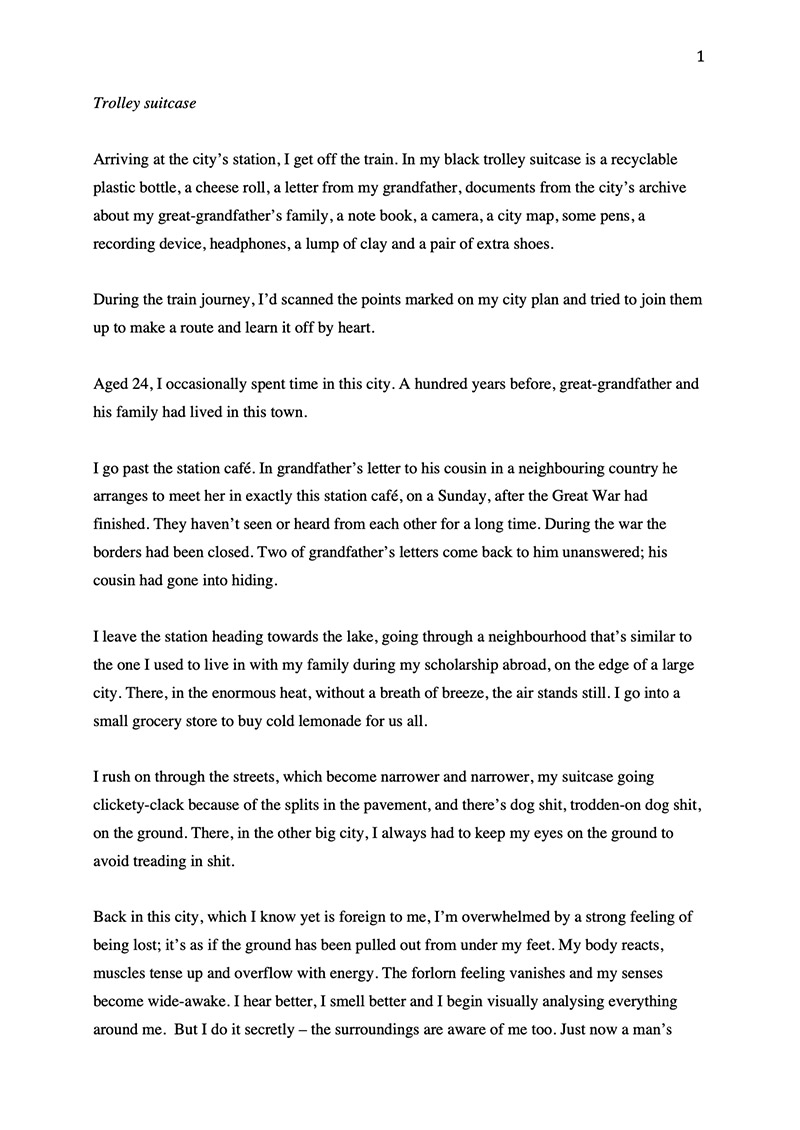 1
Trolley suitcase
Arriving at the city’s station, I get off the train. In my black trolley suitcase is a recyclable
plastic bottle, a cheese roll, a letter from my grandfather, documents from the city’s archive
about my great-grandfather’s family, a note book, a camera, a city map, some pens, a
recording device, headphones, a lump of clay and a pair of extra shoes.
During the train journey, I’d scanned the points marked on my city plan and tried to join them
up to make a route and learn it off by heart.
Aged 24, I occasionally spent time in this city. A hundred years before, great-grandfather and
his family had lived in this town.
I go past the station café. In grandfather’s letter to his cousin in a neighbouring country he
arranges to meet her in exactly this station café, on a Sunday, after the Great War had
finished. They haven’t seen or heard from each other for a long time. During the war the
borders had been closed. Two of grandfather’s letters come back to him unanswered; his
cousin had gone into hiding.
I leave the station heading towards the lake, going through a neighbourhood that’s similar to
the one I used to live in with my family during my scholarship abroad, on the edge of a large
city. There, in the enormous heat, without a breath of breeze, the air stands still. I go into a
small grocery store to buy cold lemonade for us all.
I rush on through the streets, which become narrower and narrower, my suitcase going
clickety-clack because of the splits in the pavement, and there’s dog shit, trodden-on dog shit,
on the ground. There, in the other big city, I always had to keep my eyes on the ground to
avoid treading in shit.
Back in this city, which I know yet is foreign to me, I’m overwhelmed by a strong feeling of
being lost; it’s as if the ground has been pulled out from under my feet. My body reacts,
muscles tense up and overflow with energy. The forlorn feeling vanishes and my senses
become wide-awake. I hear better, I smell better and I begin visually analysing everything
around me.  But I do it secretly – the surroundings are aware of me too. Just now a man’s